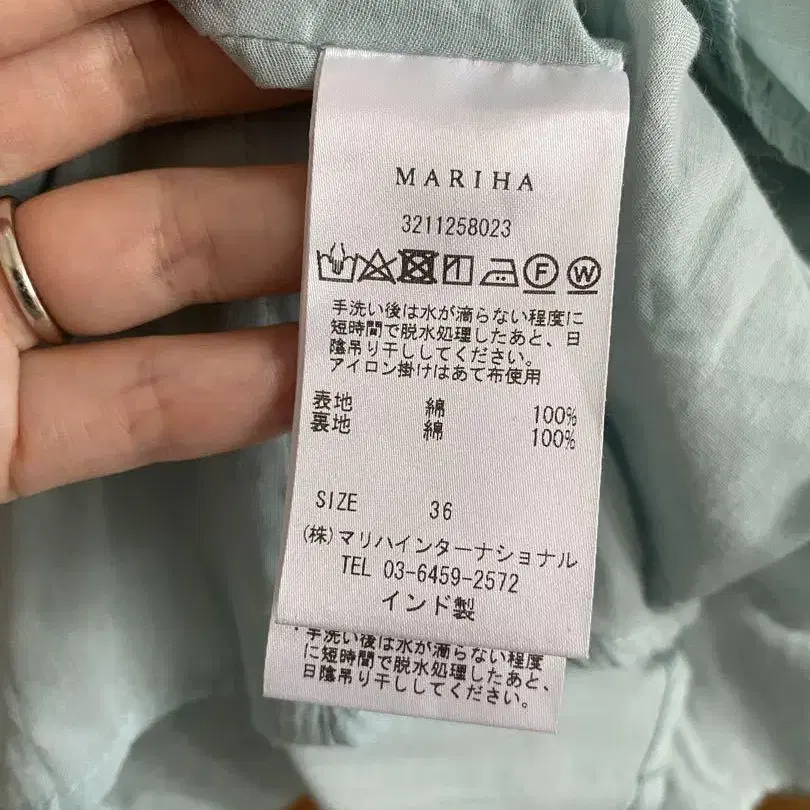 MARIHA
3211258023
F W
手洗い後は水が滴らない程度に
短時間で脱水処理したあと、日
陰吊り干ししてください。
アイロン掛けはあて布使用
表地 綿 100%
裏地 綿 100%
SIZE 36
(株)マリハインターナショナル
TEL 03-6459-2572
インド製
・手洗い後は水が滴らない程度
に短時間で脱水処理したあと、
日陰吊り干ししてください。